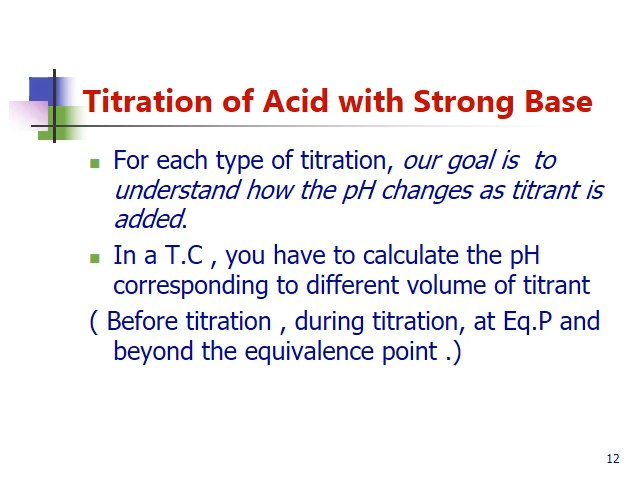 Titration of Acid with Strong Base
For each type of titration, our goal is  to
understand how the pH changes as titrant is
added.
In a T.C , you have to calculate the pH
corresponding to different volume of titrant
( Before titration , during titration, at Eq.P and
beyond the equivalence point .)
12